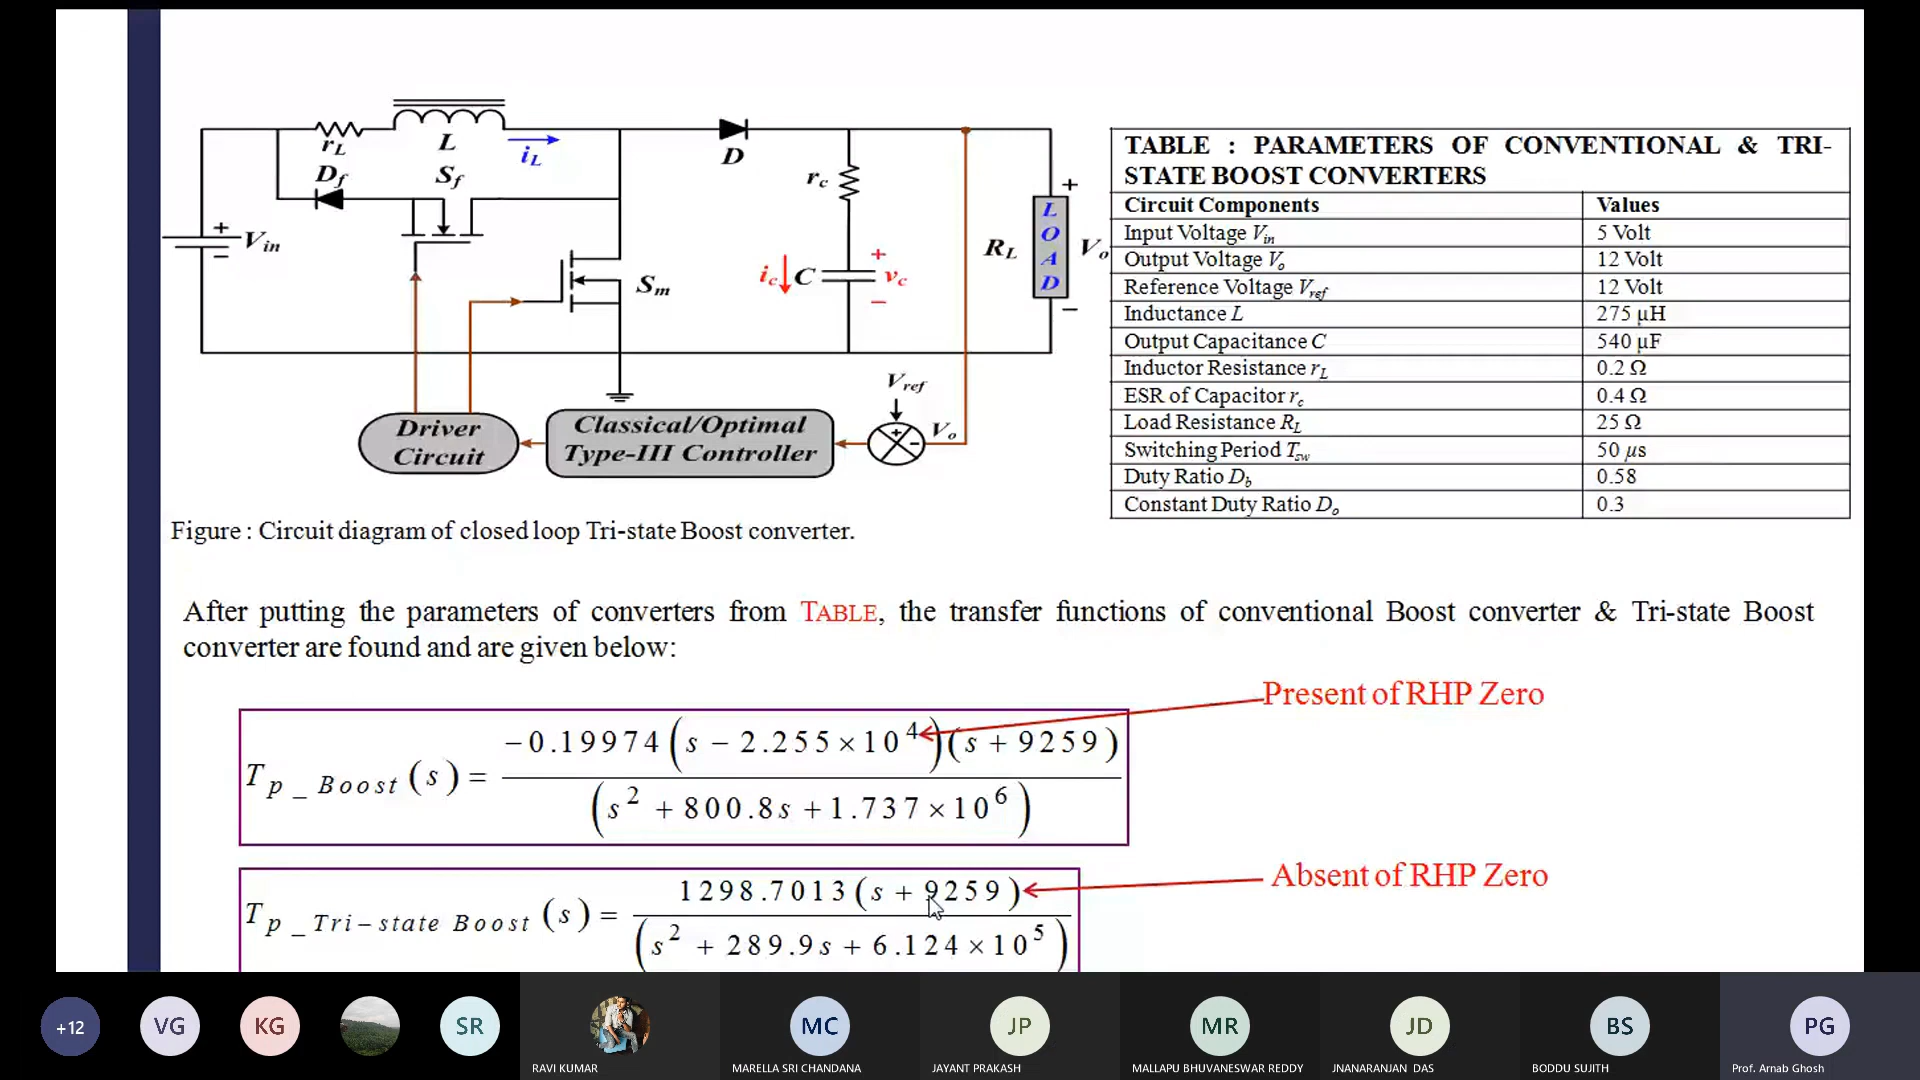 r_L
L
i_L
D_f
S_f
D
r_c
+
LOAD
+
V_in
−
S_m
i_c
C
+
v_c
−
R_L
V_o
−
V_ref
Driver
Circuit
Classical/Optimal
Type-III Controller
+
-
V_o
Figure : Circuit diagram of closed loop Tri-state Boost converter.
TABLE : PARAMETERS OF CONVENTIONAL & TRI-
STATE BOOST CONVERTERS
Circuit Components Values
Input Voltage V_in 5 Volt
Output Voltage V_o 12 Volt
Reference Voltage V_ref 12 Volt
Inductance L 275 μH
Output Capacitance C 540 μF
Inductor Resistance r_L 0.2 Ω
ESR of Capacitor r_c 0.4 Ω
Load Resistance R_L 25 Ω
Switching Period T_sw 50 μs
Duty Ratio D_b 0.58
Constant Duty Ratio D_o 0.3
After putting the parameters of converters from TABLE, the transfer functions of conventional Boost converter & Tri-state Boost
converter are found and are given below:
Present of RHP Zero
T_p_Boost(s) = −0.19974(s − 2.255×10^4)(s + 9259) / (s^2 + 800.8s + 1.737×10^6)
Absent of RHP Zero
T_p_Tri−state Boost(s) = 1298.7013(s + 9259) / (s^2 + 289.9s + 6.124×10^5)
+12
VG
KG
SR
MC
JP
MR
JD
BS
PG
RAVI KUMAR
MARELLA SRI CHANDANA
JAYANT PRAKASH
MALLAPU BHUVANESWAR REDDY
JNANARANJAN DAS
BODDU SUJITH
Prof. Arnab Ghosh